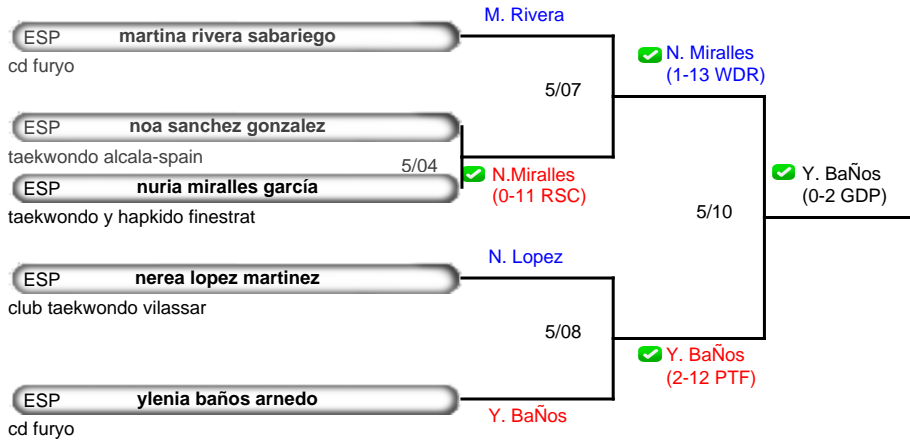 M. Rivera
ESP martina rivera sabariego
cd furyo
N. Miralles
(1-13 WDR)
5/07
ESP noa sanchez gonzalez
taekwondo alcala-spain
5/04
ESP nuria miralles garcía
taekwondo y hapkido finestrat
N.Miralles
(0-11 RSC)
Y. BaÑos
(0-2 GDP)
5/10
N. Lopez
ESP nerea lopez martinez
club taekwondo vilassar
5/08
Y. BaÑos
(2-12 PTF)
ESP ylenia baños arnedo
cd furyo
Y. BaÑos